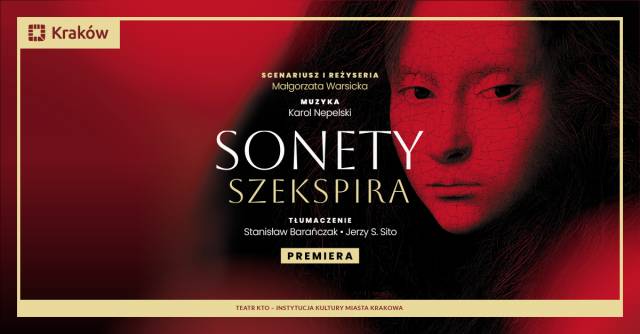 Kraków
SCENARIUSZ I REŻYSERIA
Małgorzata Warsicka
MUZYKA
Karol Nepelski
SONETY
SZEKSPIRA
TŁUMACZENIE
Stanisław Barańczak • Jerzy S. Sito
PREMIERA
TEATR KTO – INSTYTUCJA KULTURY MIASTA KRAKOWA